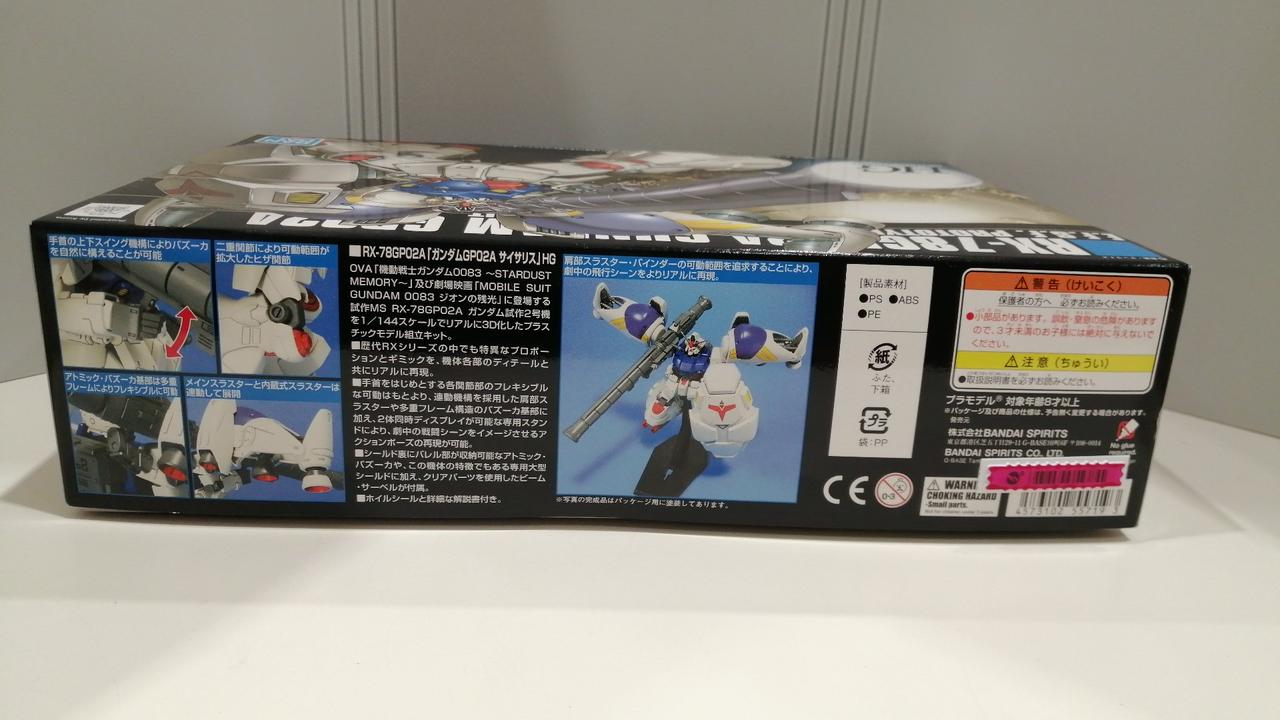 HG
RX-78GP02A
手首の上下スイング機構によりバズーカ
を自然に構えることが可能
二重関節により可動範囲が
拡大したヒザ関節
アトミック・バズーカ基部は多重
フレームによりフレキシブルに可動
メインスラスターと内蔵式スラスターは
連動して展開
■RX-78GP02A「ガンダムGP02A サイサリス」HG
OVA「機動戦士ガンダム0083 ～STARDUST
MEMORY～」及び劇場映画「MOBILE SUIT
GUNDAM 0083 ジオンの残光」に登場する
試作MS RX-78GP02A ガンダム試作2号機
を1/144スケールでリアルに3D化したプラス
チックモデル組立キット。
■歴代RXシリーズの中でも特異なプロポー
ションとギミックを、機体各部のディテールと
共にリアルに再現。
■手首をはじめとする各関節部のフレキシブル
な可動はもとより、連動機構を採用した肩部ス
ラスターや多重フレーム構造のバズーカ基部に
加え、2体同時ディスプレイが可能な専用スタン
ドにより、劇中の戦闘シーンをイメージさせるア
クションポーズの再現が可能。
■シールド裏にバレル部が収納可能なアトミック・
バズーカや、この機体の特徴でもある専用大型
シールドに加え、クリアパーツを使用したビーム
・サーベルが付属。
■ホイルシールと詳細な解説書付き。
肩部スラスター・バインダーの可動範囲を追求することにより、
劇中の飛行シーンをよりリアルに再現。
※写真の完成品はパッケージ用に塗装してあります。
[製品素材]
●PS ●ABS
●PE
紙
ふた、
下箱
プラ
袋:PP
警告（けいこく）
保護者の方へ 必ずお読みください。
●小部品があります。誤飲・窒息の危険があります
ので、3才未満のお子様には絶対に与えないで
ください。
注意（ちゅうい）
●取扱説明書を必ずお読みください。
プラモデル® 対象年齢8才以上
※パッケージ及び商品の仕様は、予告無く変更する場合があります。
発売元
株式会社BANDAI SPIRITS
BANDAI SPIRITS CO., LTD.
No glue
required.
CE
0-3
WARNI
CHOKING HAZARD
-Small parts.
Not for children under 3 years.
4573102 55719 3